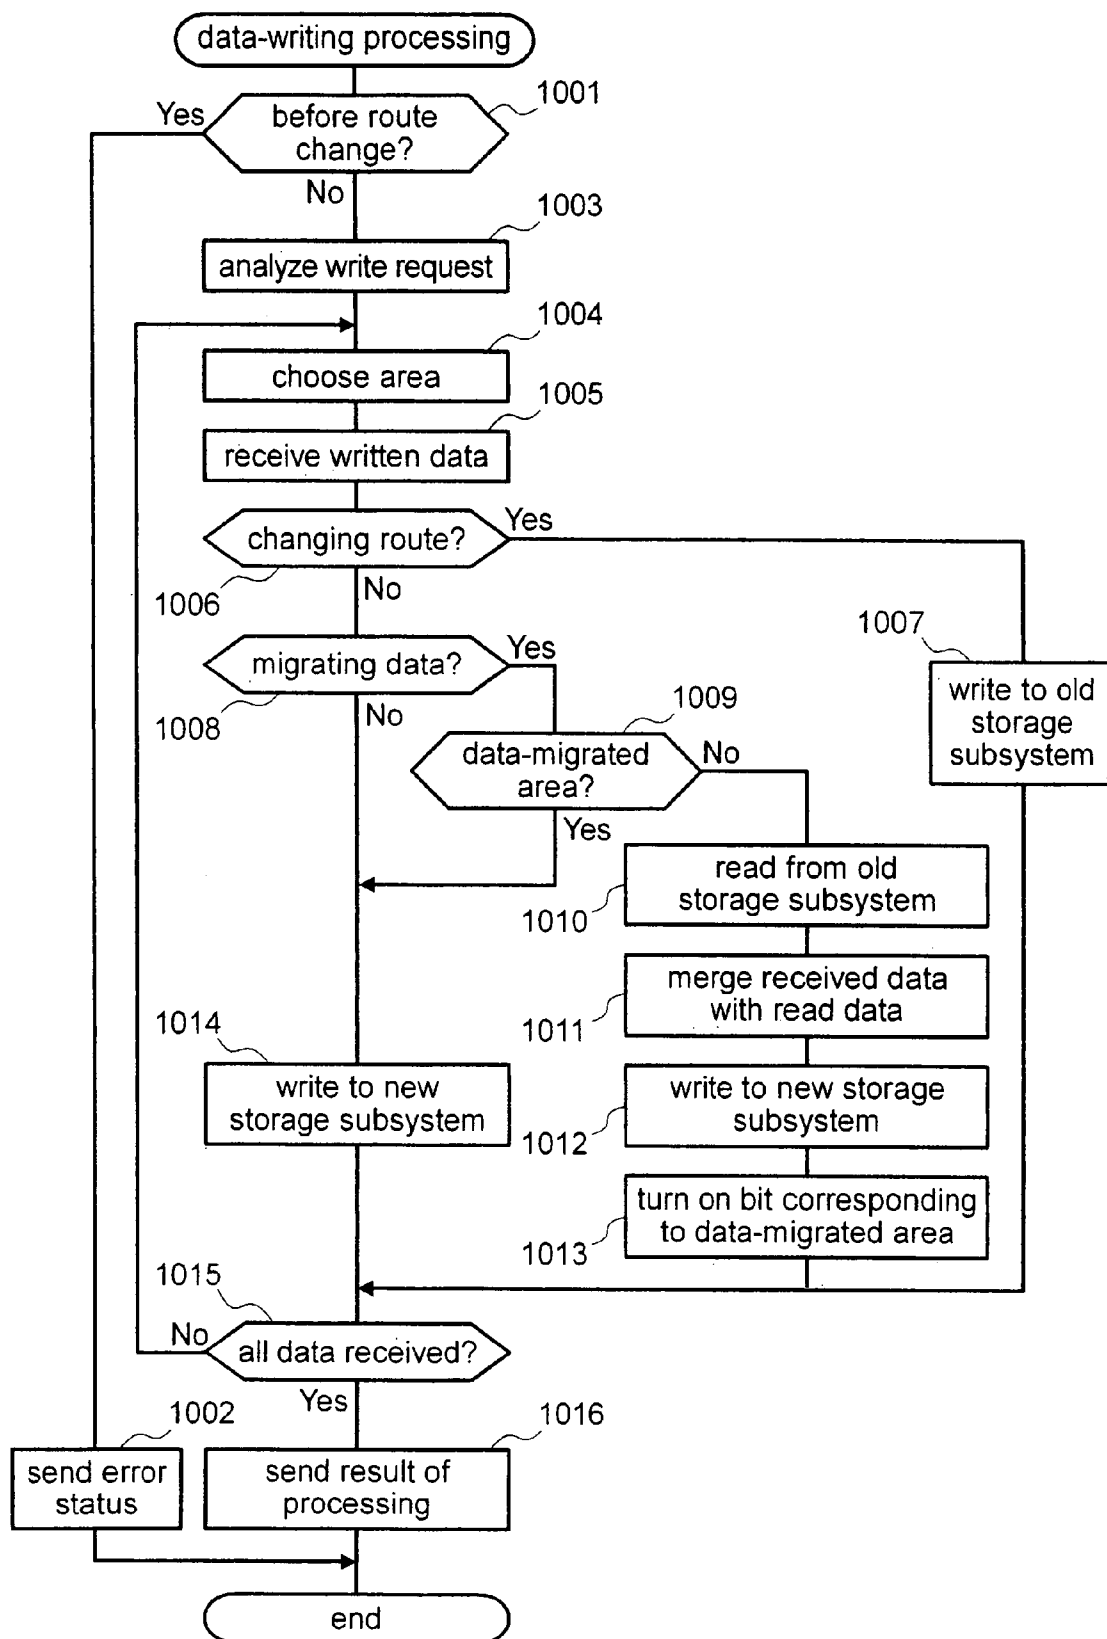 data-writing processing
1001
Yes
before route
change?
No
1003
analyze write request
1004
choose area
1005
receive written data
changing route?
Yes
1006
No
1007
migrating data?
Yes
write to old
storage
subsystem
1008
No
1009
data-migrated
area?
No
Yes
read from old
storage subsystem
1010
merge received data
with read data
1011
1014
write to new
storage subsystem
write to new storage
subsystem
1012
turn on bit corresponding
to data-migrated area
1013
1015
No
all data received?
Yes
1002
1016
send error
status
send result of
processing
end